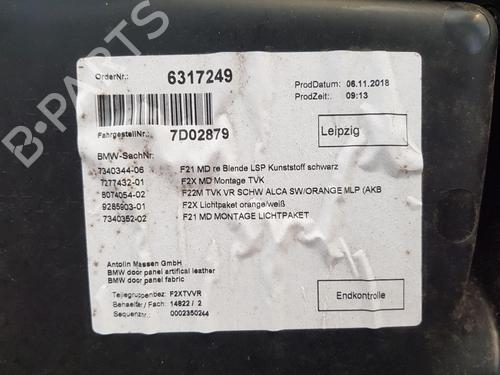 OrderNr.: 6317249
ProdDatum: 06.11.2018
ProdZeit.: 09:13
FahrgestellNr.: 7D02879
Leipzig
BMW-SachNr.
7340344-06 F21 MD re Blende LSP Kunststoff schwarz
7277432-01 F2X MD Montage TVK
8074054-02 F22M TVK VR SCHW ALCA SW/ORANGE MLP (AKB
9285903-01 F2X Lichtpaket orange/weiß
7340352-02 F21 MD MONTAGE LICHTPAKET
Antolin Massen GmbH
BMW door panel artifical leather
BMW door panel fabric
Teilegruppenbez: F2XTVVR
Behaelter / Fach: 14822 / 2
Sequenznr.: 0002350244
Endkontrolle
B-PARTS